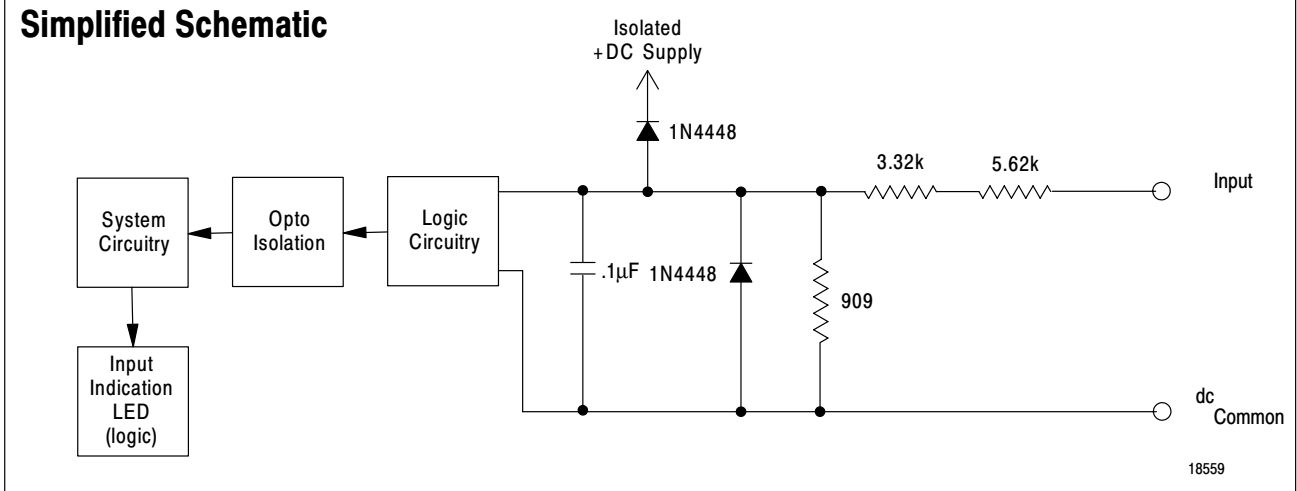 Simplified Schematic
Isolated
+DC Supply
1N4448
3.32k
5.62k
Input
System
Circuitry
Opto
Isolation
Logic
Circuitry
.1μF
1N4448
909
Input
Indication
LED
(logic)
dc
Common
18559